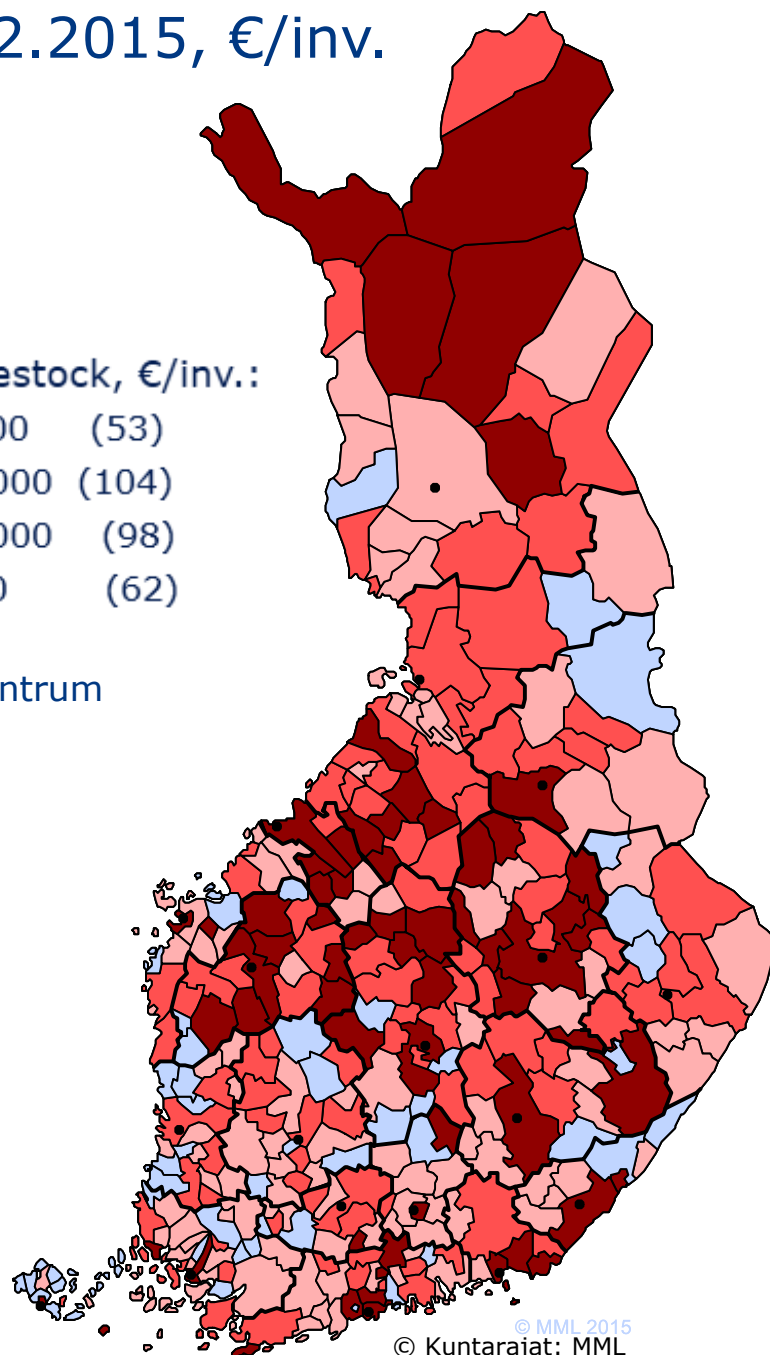 2.2015, €/inv.
estock, €/inv.:
00 (53)
000 (104)
000 (98)
0 (62)
ntrum
© MML 2015
© Kuntarajat: MML